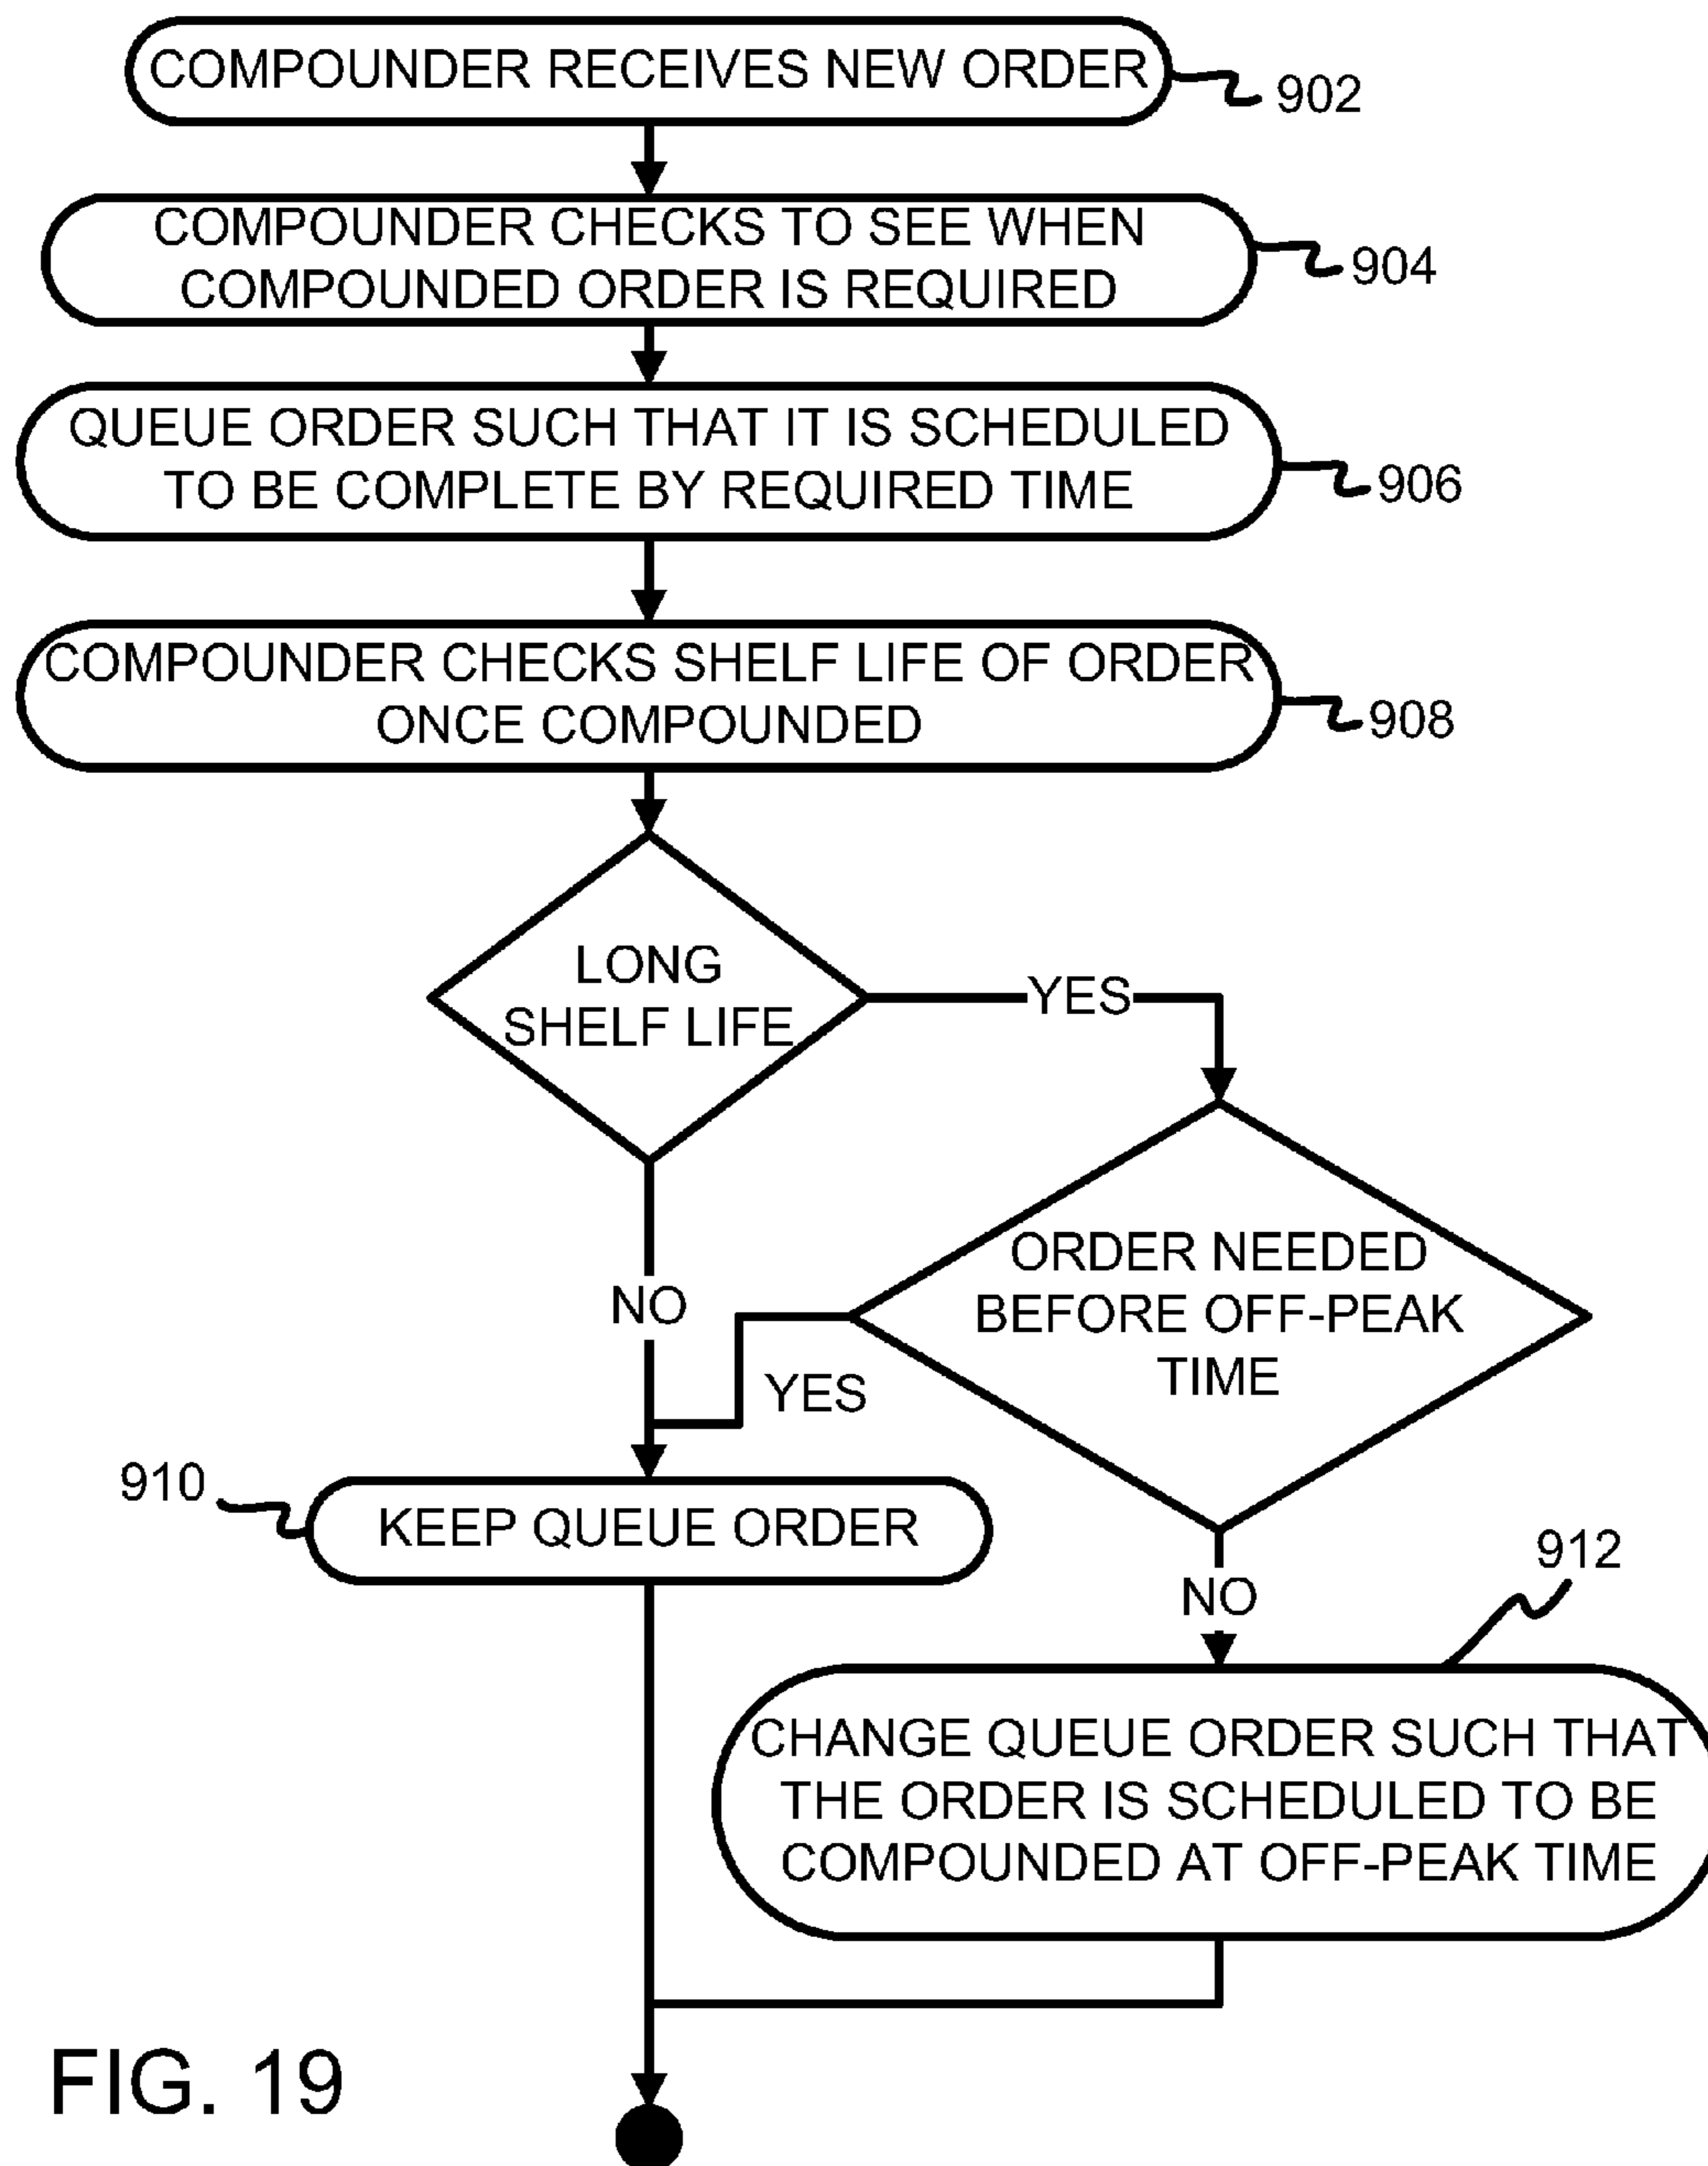 COMPOUNDER RECEIVES NEW ORDER
902
COMPOUNDER CHECKS TO SEE WHEN
COMPOUNDED ORDER IS REQUIRED
904
QUEUE ORDER SUCH THAT IT IS SCHEDULED
TO BE COMPLETE BY REQUIRED TIME
906
COMPOUNDER CHECKS SHELF LIFE OF ORDER
ONCE COMPOUNDED
908
LONG
SHELF LIFE
YES
NO
ORDER NEEDED
BEFORE OFF-PEAK
TIME
YES
910
KEEP QUEUE ORDER
NO
912
CHANGE QUEUE ORDER SUCH THAT
THE ORDER IS SCHEDULED TO BE
COMPOUNDED AT OFF-PEAK TIME
FIG. 19